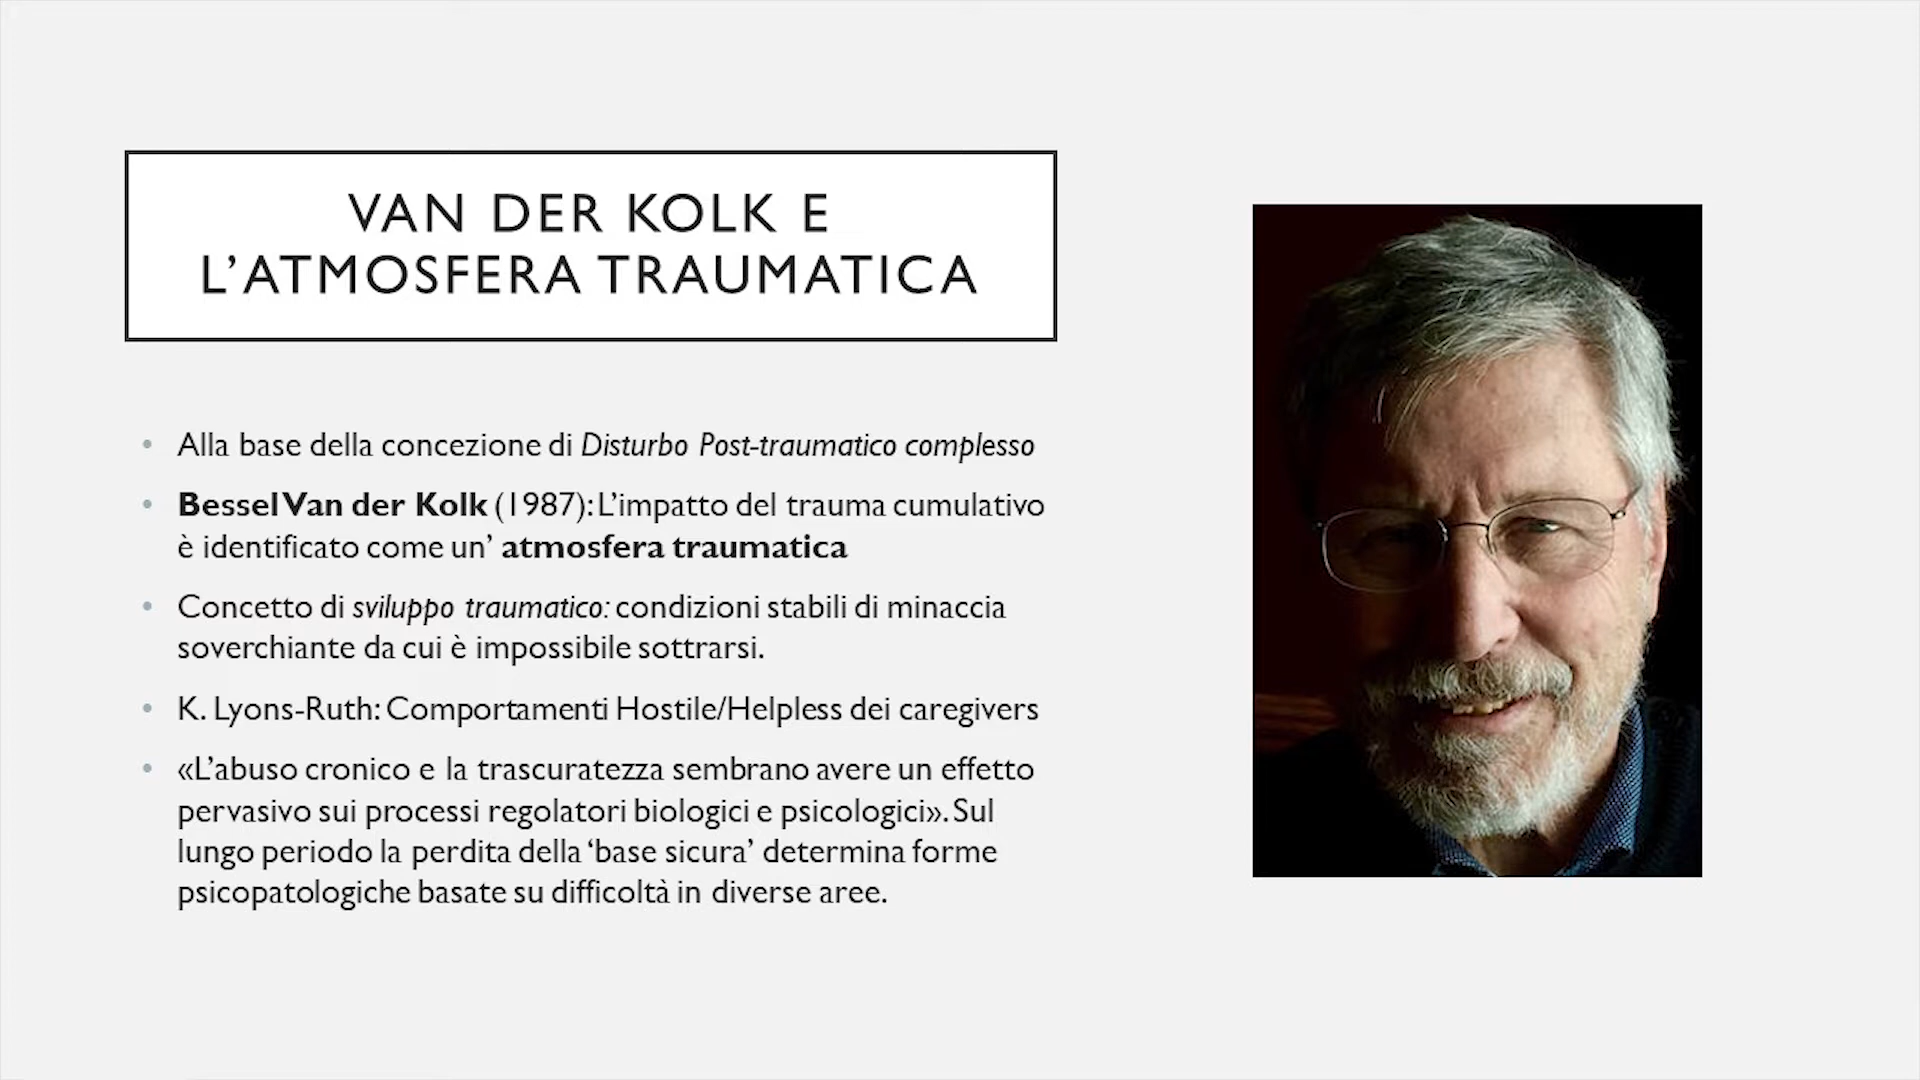 VAN DER KOLK E
L’ATMOSFERA TRAUMATICA
• Alla base della concezione di Disturbo Post-traumatico complesso
• Bessel Van der Kolk (1987): L’impatto del trauma cumulativo
è identificato come un’ atmosfera traumatica
• Concetto di sviluppo traumatico: condizioni stabili di minaccia
soverchiante da cui è impossibile sottrarsi.
• K. Lyons-Ruth: Comportamenti Hostile/Helpless dei caregivers
• «L’abuso cronico e la trascuratezza sembrano avere un effetto
pervasivo sui processi regolatori biologici e psicologici». Sul
lungo periodo la perdita della ‘base sicura’ determina forme
psicopatologiche basate su difficoltà in diverse aree.